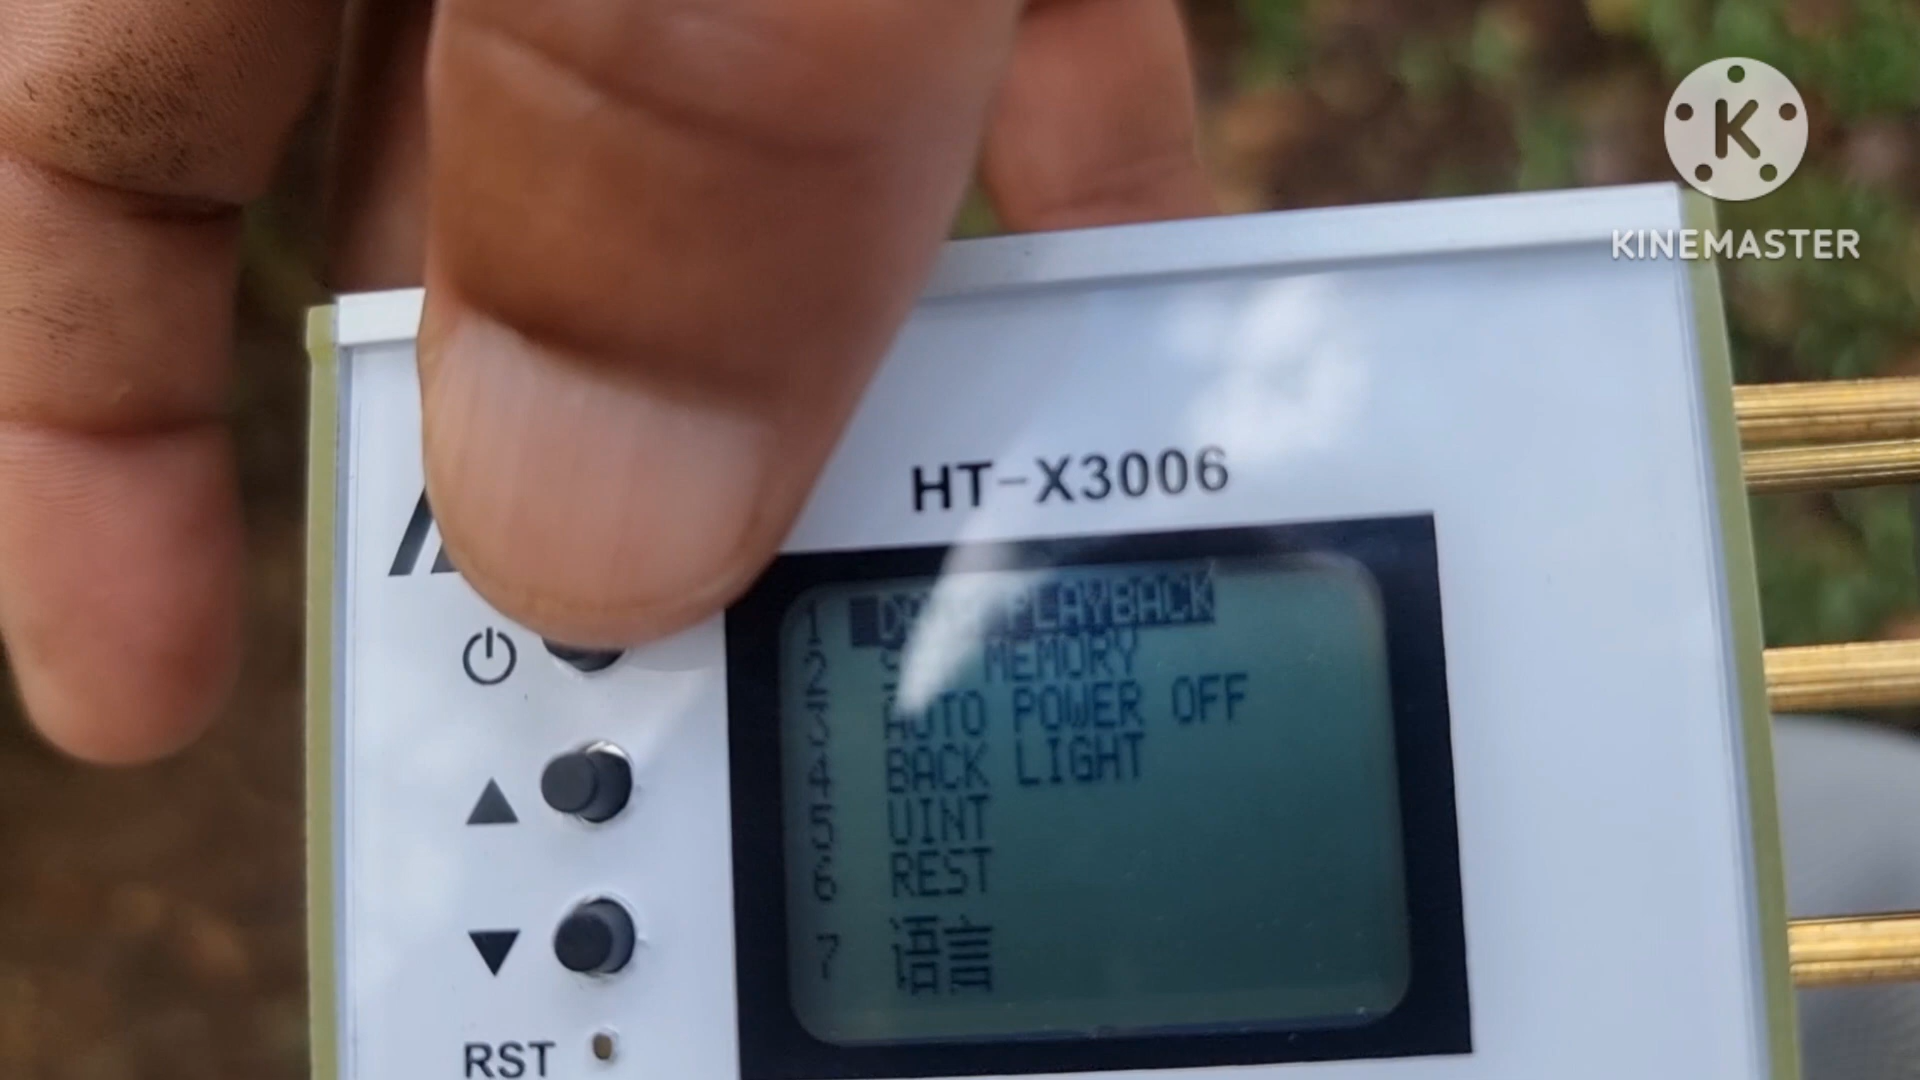 KINEMASTER
HT-X3006
1 PLAYBACK
2 MEMORY
3 AUTO POWER OFF
4 BACK LIGHT
5 UINT
6 REST
7 语言
RST